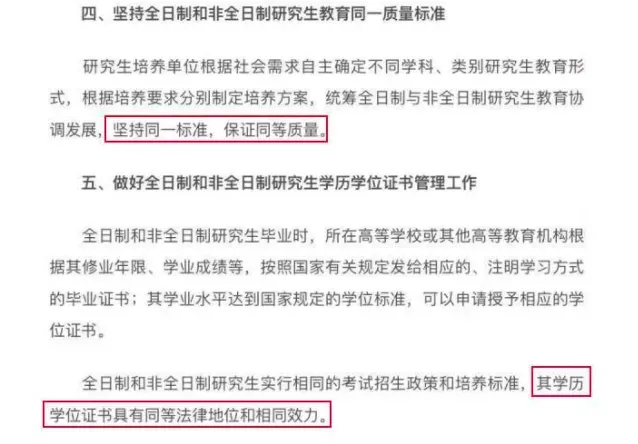 四、坚持全日制和非全日制研究生教育同一质量标准
研究生培养单位根据社会需求自主确定不同学科、类别研究生教育形
式，根据培养要求分别制定培养方案，统筹全日制与非全日制研究生教育协
调发展，坚持同一标准，保证同等质量。
五、做好全日制和非全日制研究生学历学位证书管理工作
全日制和非全日制研究生毕业时，所在高等学校或其他高等教育机构根
据其修业年限、学业成绩等，按照国家有关规定发给相应的、注明学习方式
的毕业证书；其学业水平达到国家规定的学位标准，可以申请授予相应的学
位证书。
全日制和非全日制研究生实行相同的考试招生政策和培养标准，其学历
学位证书具有同等法律地位和相同效力。